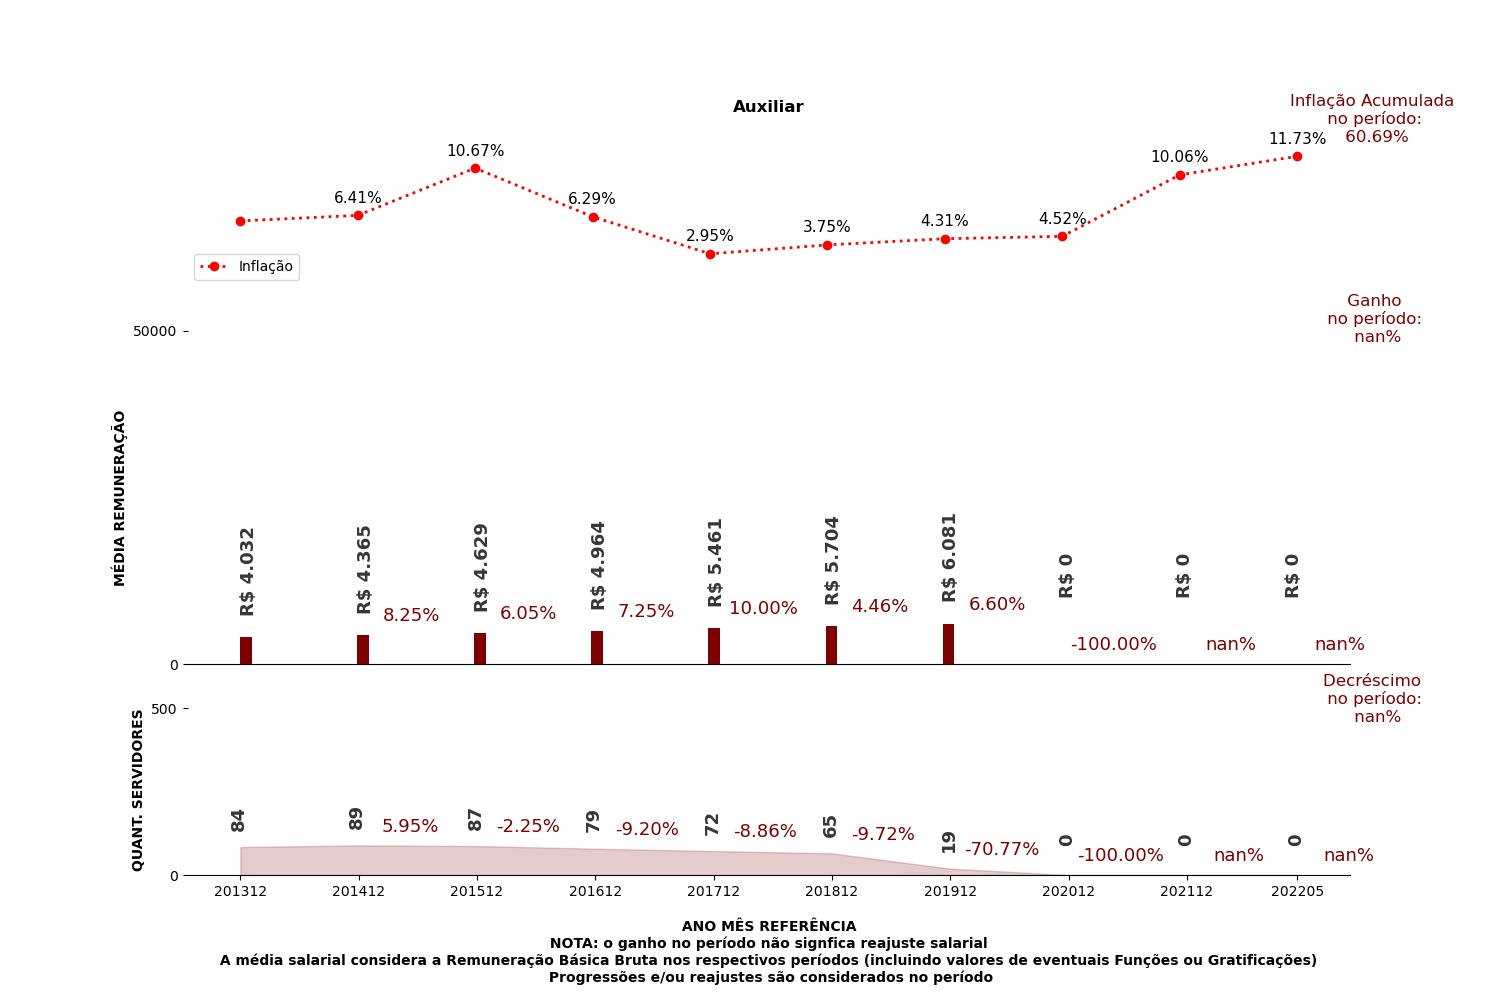 Auxiliar
Inflação Acumulada
no período:
60.69%
6.41%
10.67%
6.29%
2.95%
3.75%
4.31%
4.52%
10.06%
11.73%
Inflação
Ganho
no período:
nan%
50000
0
MÉDIA REMUNERAÇÃO
R$ 4.032
R$ 4.365
R$ 4.629
R$ 4.964
R$ 5.461
R$ 5.704
R$ 6.081
R$ 0
R$ 0
R$ 0
8.25%
6.05%
7.25%
10.00%
4.46%
6.60%
-100.00%
nan%
nan%
Decréscimo
no período:
nan%
500
0
QUANT. SERVIDORES
84
89
87
79
72
65
19
0
0
0
5.95%
-2.25%
-9.20%
-8.86%
-9.72%
-70.77%
-100.00%
nan%
nan%
201312
201412
201512
201612
201712
201812
201912
202012
202112
202205
ANO MÊS REFERÊNCIA
NOTA: o ganho no período não signfica reajuste salarial
A média salarial considera a Remuneração Básica Bruta nos respectivos períodos (incluindo valores de eventuais Funções ou Gratificações)
Progressões e/ou reajustes são considerados no período